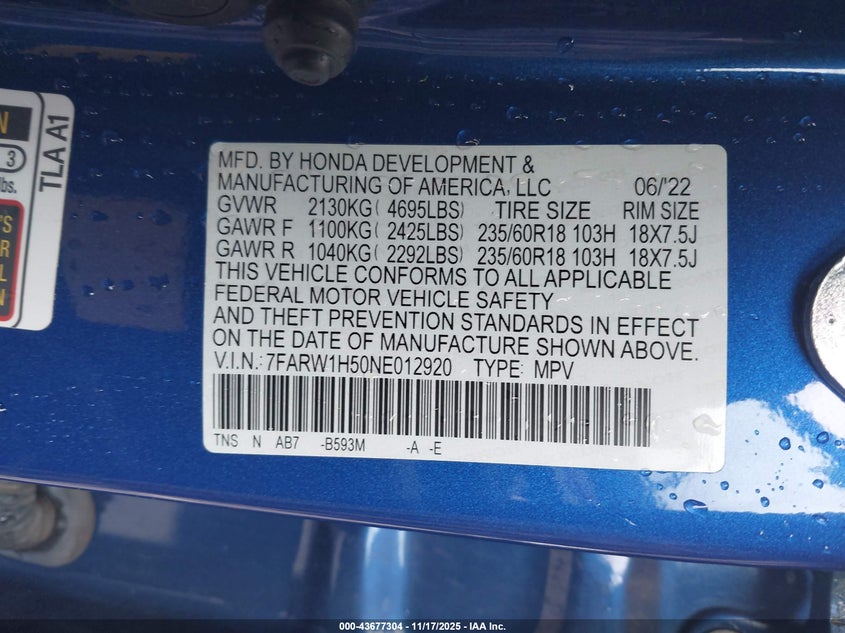 N
3
lbs.
'S
R
L
N
TLA A1
MFD. BY HONDA DEVELOPMENT &
MANUFACTURING OF AMERICA, LLC 06/'22
GVWR 2130KG( 4695LBS) TIRE SIZE RIM SIZE
GAWR F 1100KG( 2425LBS) 235/60R18 103H 18X7.5J
GAWR R 1040KG( 2292LBS) 235/60R18 103H 18X7.5J
THIS VEHICLE CONFORMS TO ALL APPLICABLE
FEDERAL MOTOR VEHICLE SAFETY
AND THEFT PREVENTION STANDARDS IN EFFECT
ON THE DATE OF MANUFACTURE SHOWN ABOVE.
V.I.N.: 7FARW1H50NE012920 TYPE: MPV
TNS N AB7 -B593M -A -E
000-43677304 | 11/17/2025 - IAA Inc.